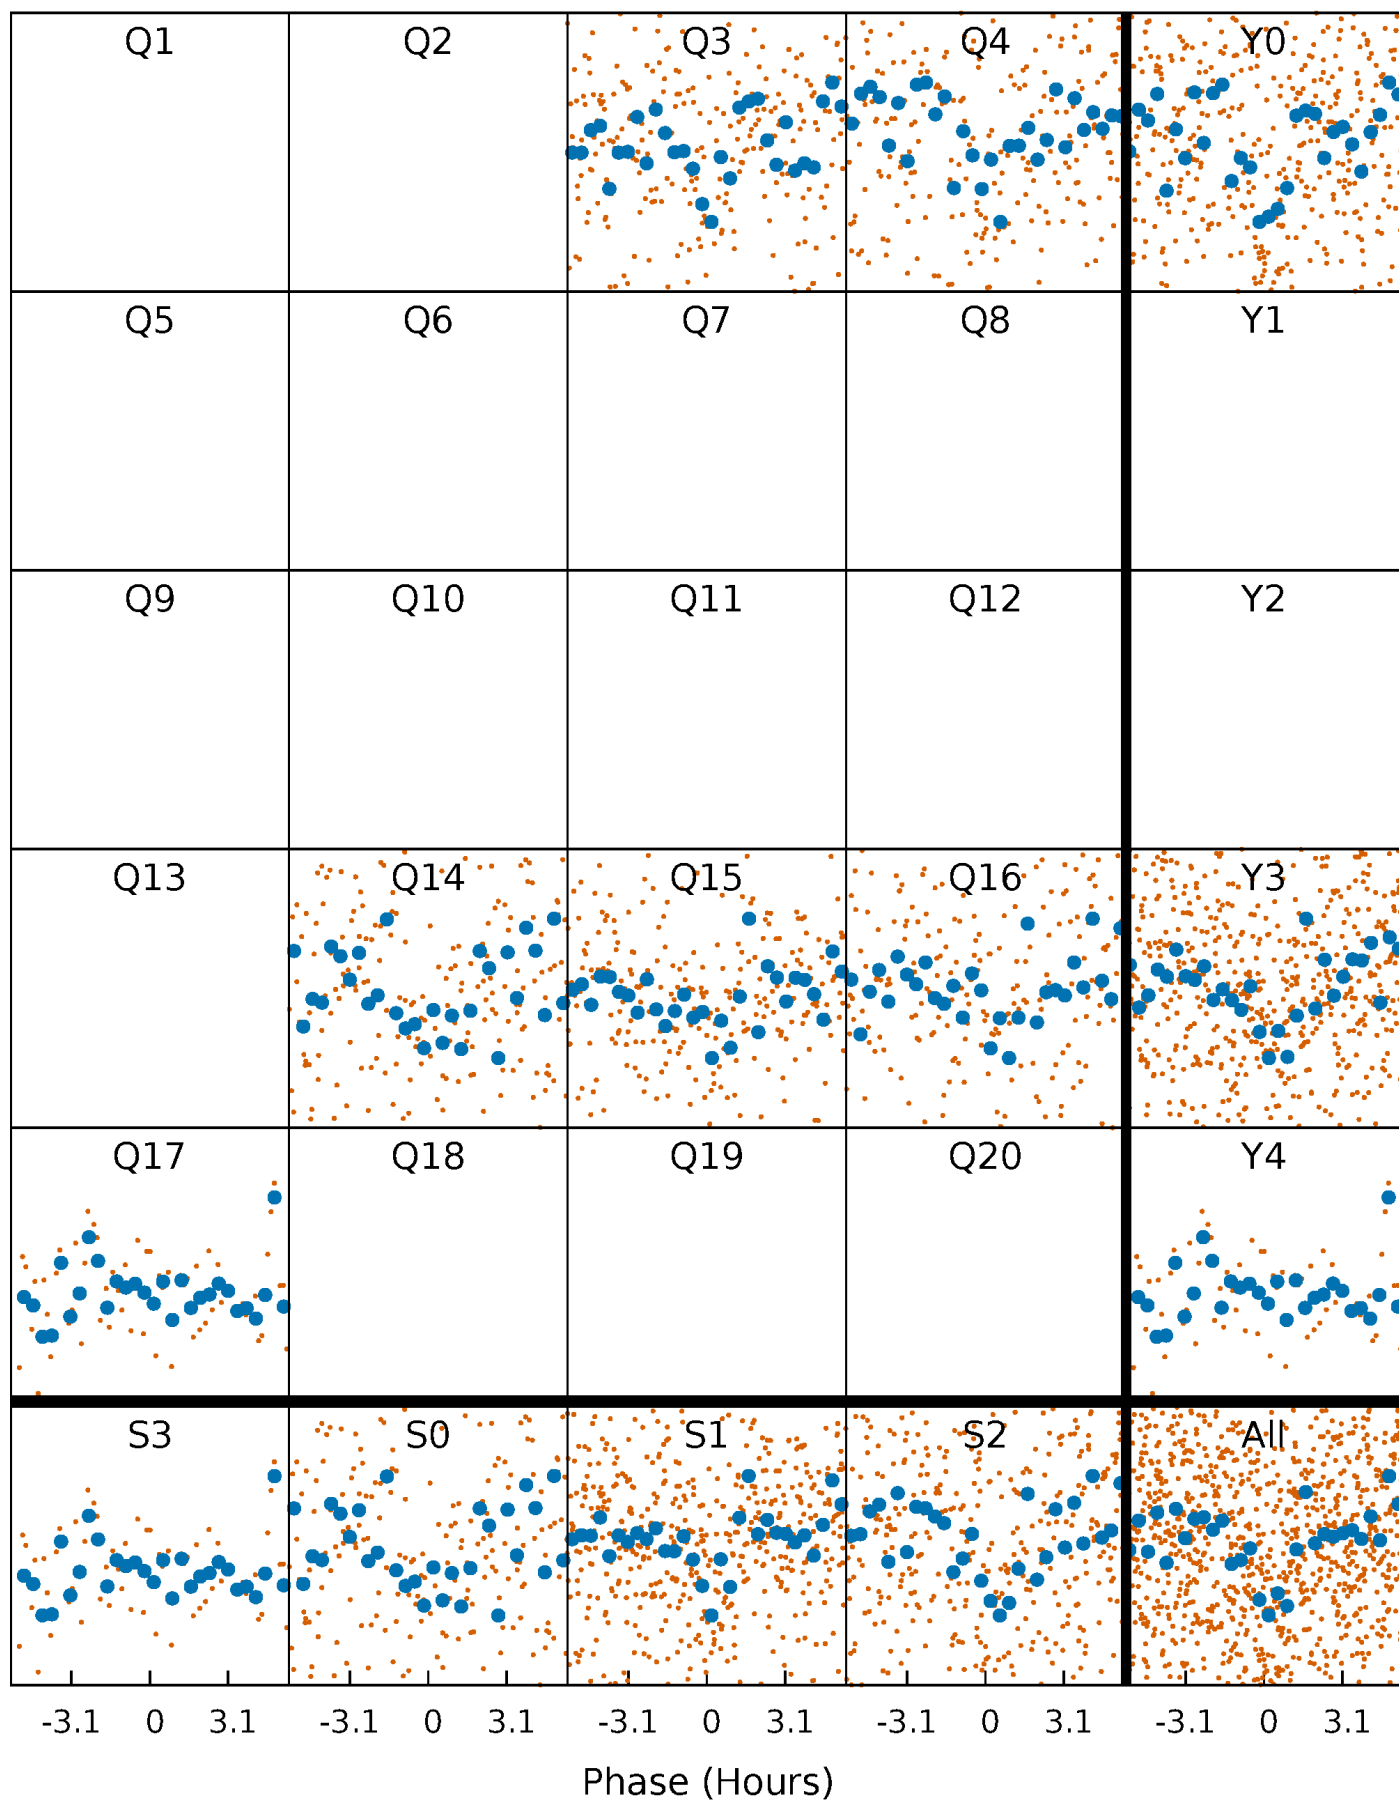 Q1 Q2 Q3 Q4 Y0
Q5 Q6 Q7 Q8 Y1
Q9 Q10 Q11 Q12 Y2
Q13 Q14 Q15 Q16 Y3
Q17 Q18 Q19 Q20 Y4
S3 S0 S1 S2 All
-3.1 0 3.1 -3.1 0 3.1 -3.1 0 3.1 -3.1 0 3.1 -3.1 0 3.1
Phase (Hours)